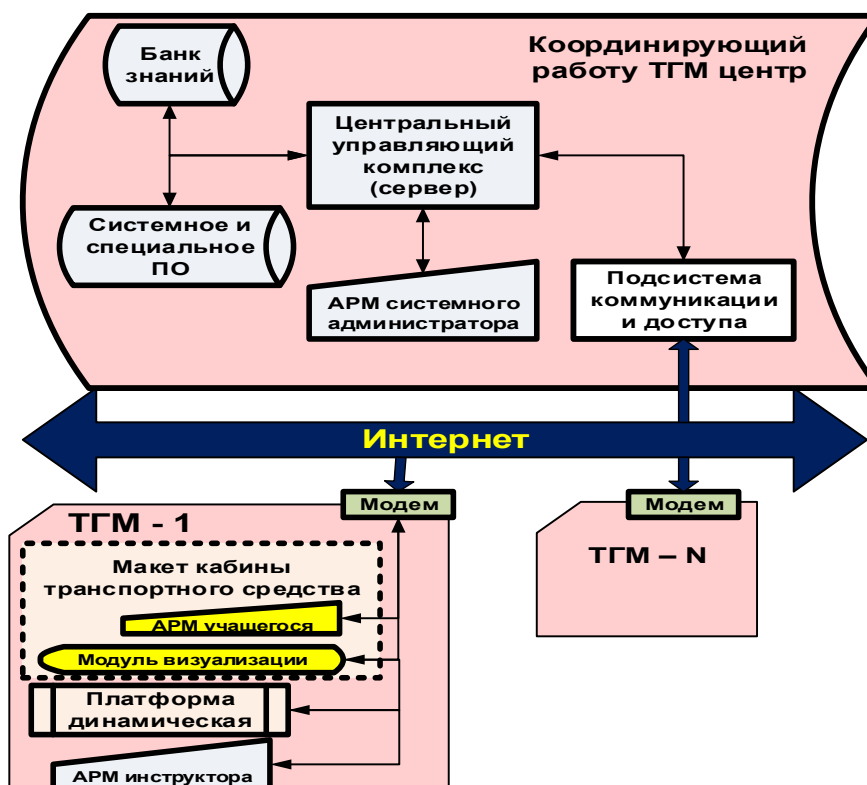 Банк
знаний
Координирующий
работу ТГМ центр
Центральный
управляющий
комплекс
(сервер)
Системное и
специальное
ПО
АРМ системного
администратора
Подсистема
коммуникации
и доступа
Интернет
Модем
ТГМ - 1
Макет кабины
транспортного средства
АРМ учащегося
Модуль визуализации
Платформа
динамическая
АРМ инструктора
Модем
ТГМ – N